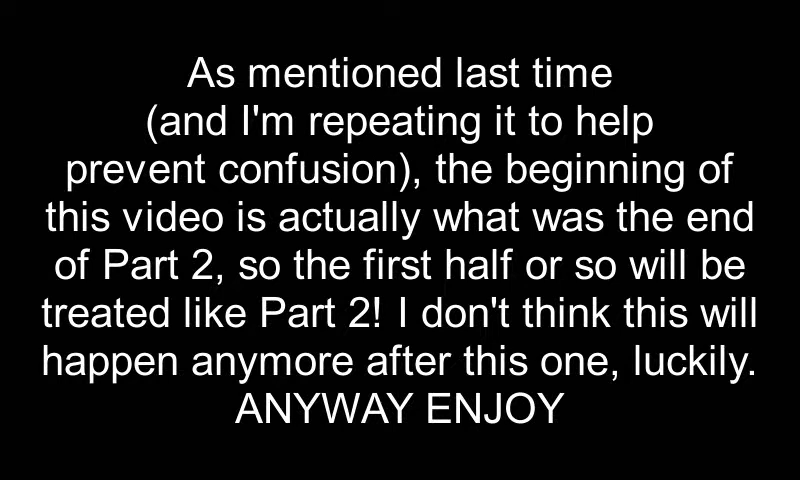 As mentioned last time
(and I'm repeating it to help
prevent confusion), the beginning of
this video is actually what was the end
of Part 2, so the first half or so will be
treated like Part 2! I don't think this will
happen anymore after this one, luckily.
ANYWAY ENJOY